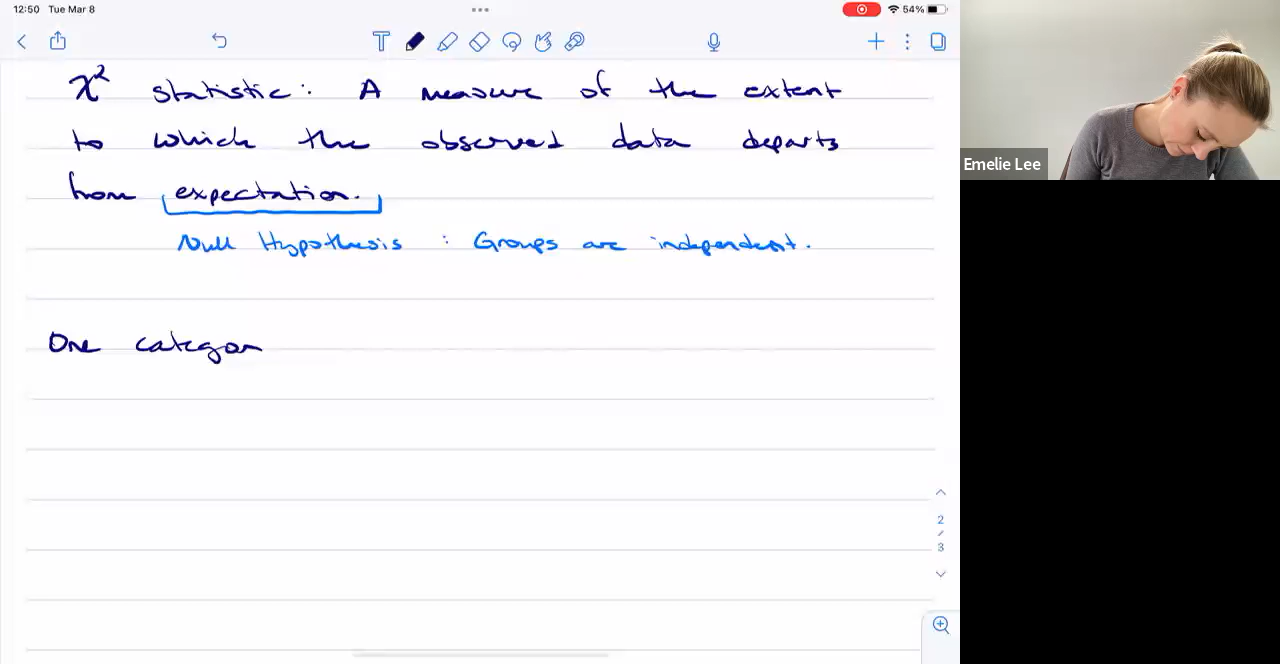 12:50 Tue Mar 8
54%
χ² statistic: A measure of the extent
to which the observed data departs
from expectation.
Null Hypothesis : Groups are independent.
One categor
2
/
3
Emelie Lee